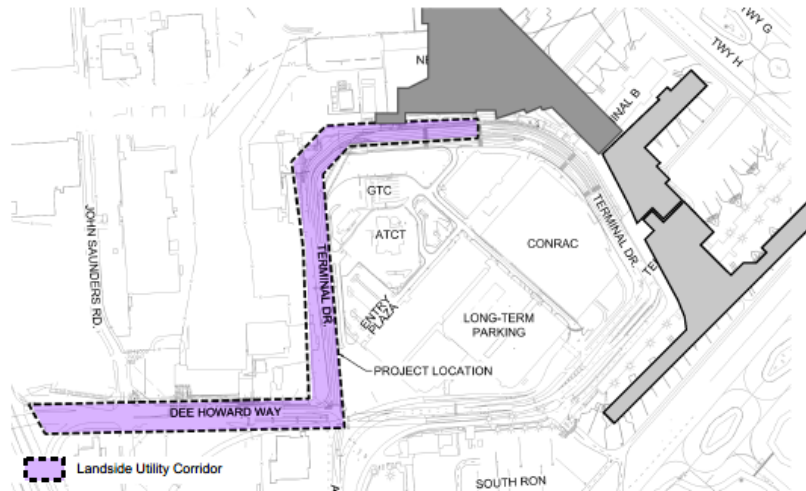 TWY G
TWY H
NE
INAL B
JOHN SAUNDERS RD.
GTC
ATCT
TERMINAL DR.
ENTRY
PLAZA
CONRAC
TERMINAL DR.
TE
LONG-TERM
PARKING
PROJECT LOCATION
DEE HOWARD WAY
Landside Utility Corridor
SOUTH RON
A